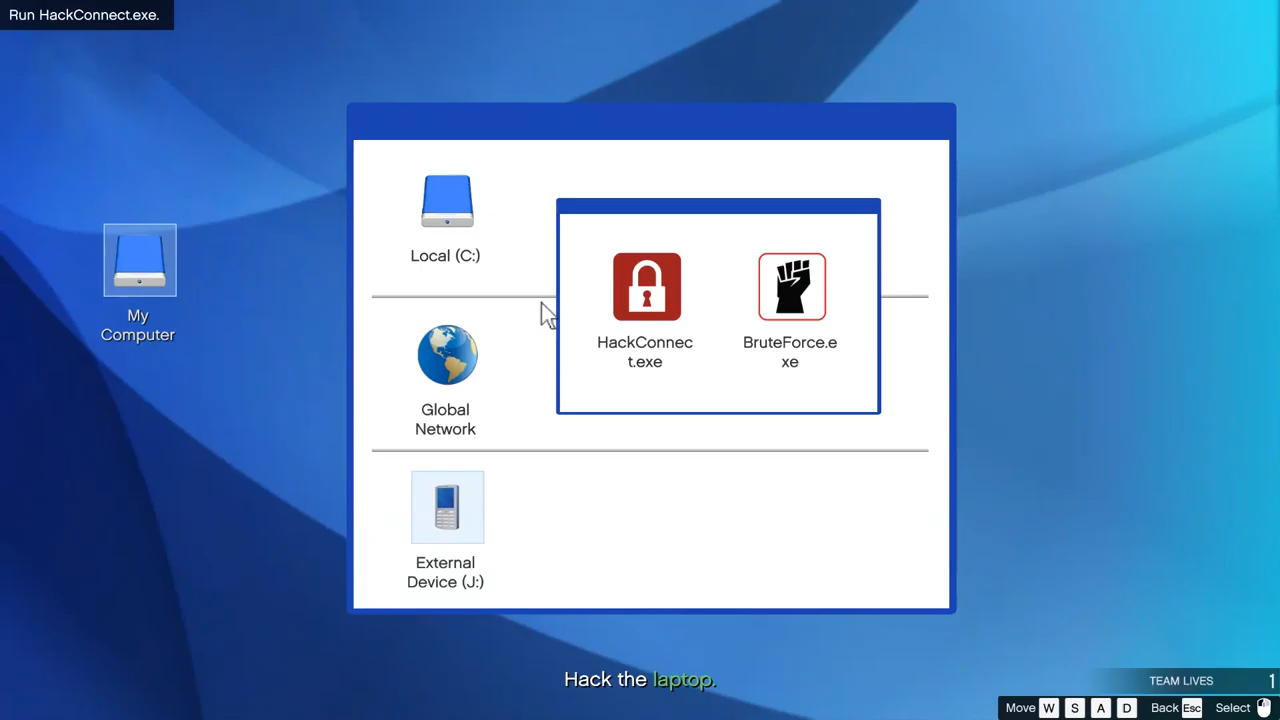 Run HackConnect.exe.
Local (C:)
HackConnec
t.exe
BruteForce.e
xe
My
Computer
Global
Network
External
Device (J:)
Hack the laptop.
TEAM LIVES 1
Move W S A D Back Esc Select